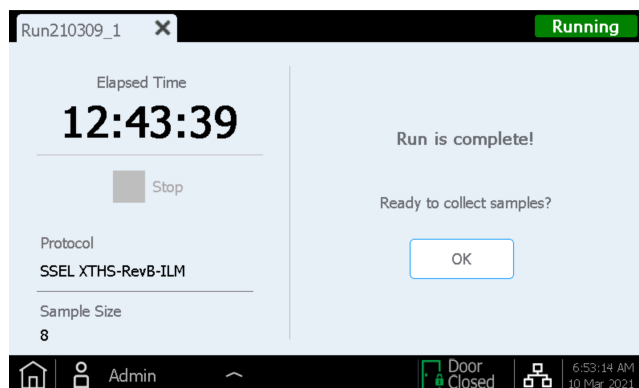 Run210309_1
Running
Elapsed Time
12:43:39
Stop
Protocol
SSEL XTHS-RevB-ILM
Sample Size
8
Run is complete!
Ready to collect samples?
OK
Admin
Door
Closed
6:53:14 AM
10 Mar 2021